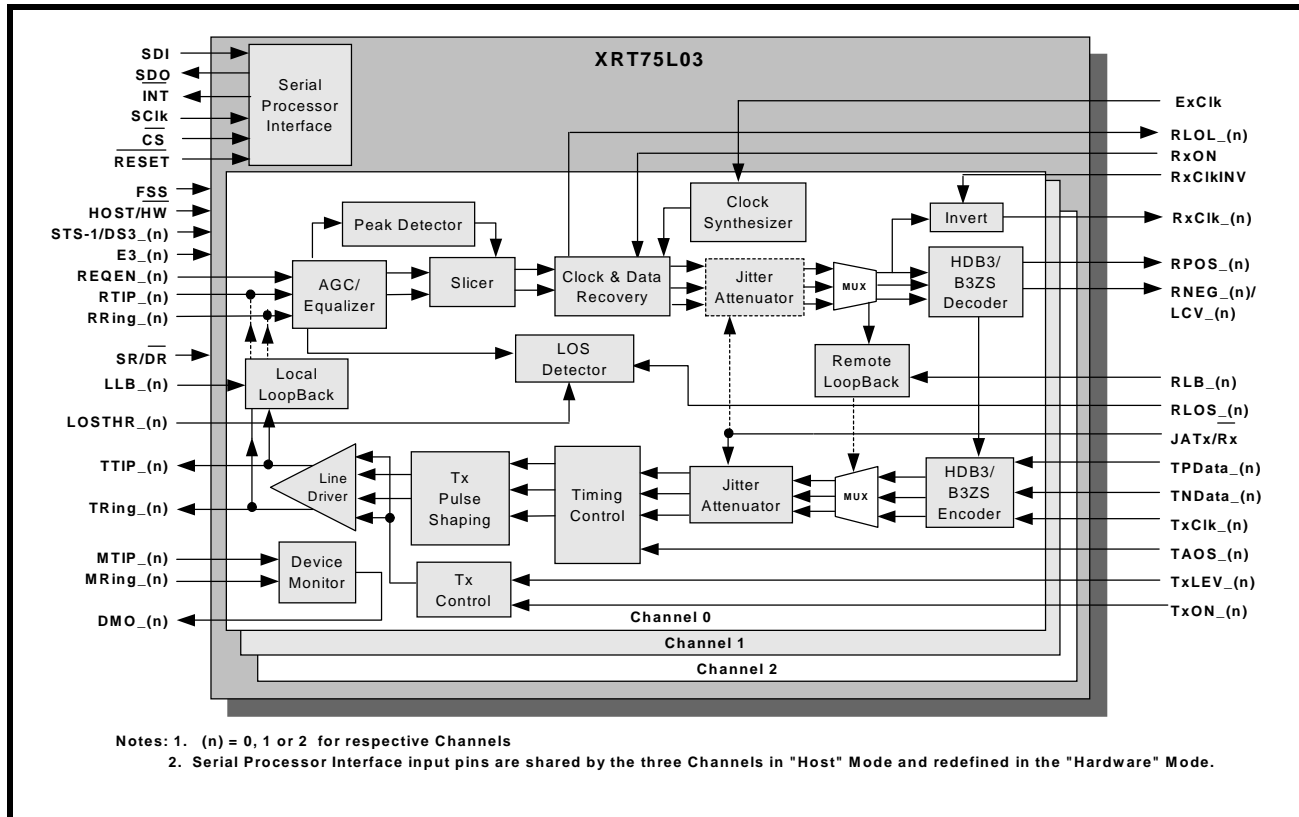 XRT75L03
SDI
SDO
INT
SClk
CS
RESET
FSS
HOST/HW
STS-1/DS3_(n)
E3_(n)
REQEN_(n)
RTIP_(n)
RRing_(n)
SR/DR
LLB_(n)
LOSTHR_(n)
TTIP_(n)
TRing_(n)
MTIP_(n)
MRing_(n)
DMO_(n)
Serial
Processor
Interface
Peak Detector
AGC/
Equalizer
Slicer
Clock & Data
Recovery
Clock
Synthesizer
Jitter
Attenuator
MUX
Invert
HDB3/
B3ZS
Decoder
LOS
Detector
Remote
LoopBack
Local
LoopBack
Line
Driver
Tx
Pulse
Shaping
Timing
Control
Jitter
Attenuator
MUX
HDB3/
B3ZS
Encoder
Device
Monitor
Tx
Control
Channel 0
Channel 1
Channel 2
ExClk
RLOL_(n)
RxON
RxClkINV
RxClk_(n)
RPOS_(n)
RNEG_(n)/
LCV_(n)
RLB_(n)
RLOS_(n)
JATx/Rx
TPData_(n)
TNData_(n)
TxClk_(n)
TAOS_(n)
TxLEV_(n)
TxON_(n)
Notes: 1. (n) = 0, 1 or 2 for respective Channels
2. Serial Processor Interface input pins are shared by the three Channels in "Host" Mode and redefined in the "Hardware" Mode.